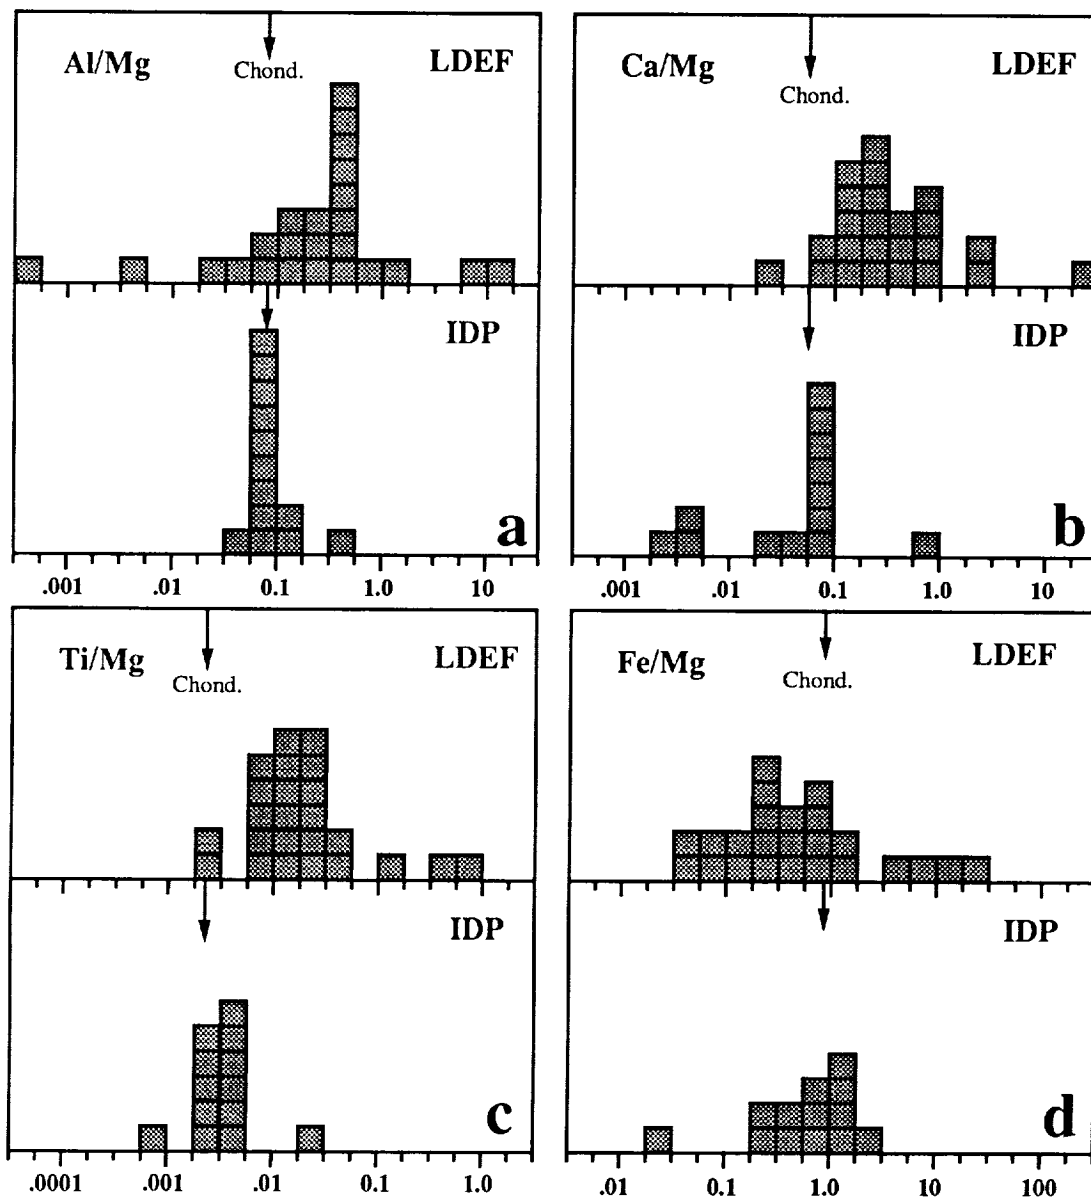 Al/Mg
LDEF
Chond.
IDP
a
.001 .01 0.1 1.0 10
Ca/Mg
LDEF
Chond.
IDP
b
.001 .01 0.1 1.0 10
Ti/Mg
LDEF
Chond.
IDP
c
.0001 .001 .01 0.1 1.0
Fe/Mg
LDEF
Chond.
IDP
d
.01 0.1 1.0 10 100